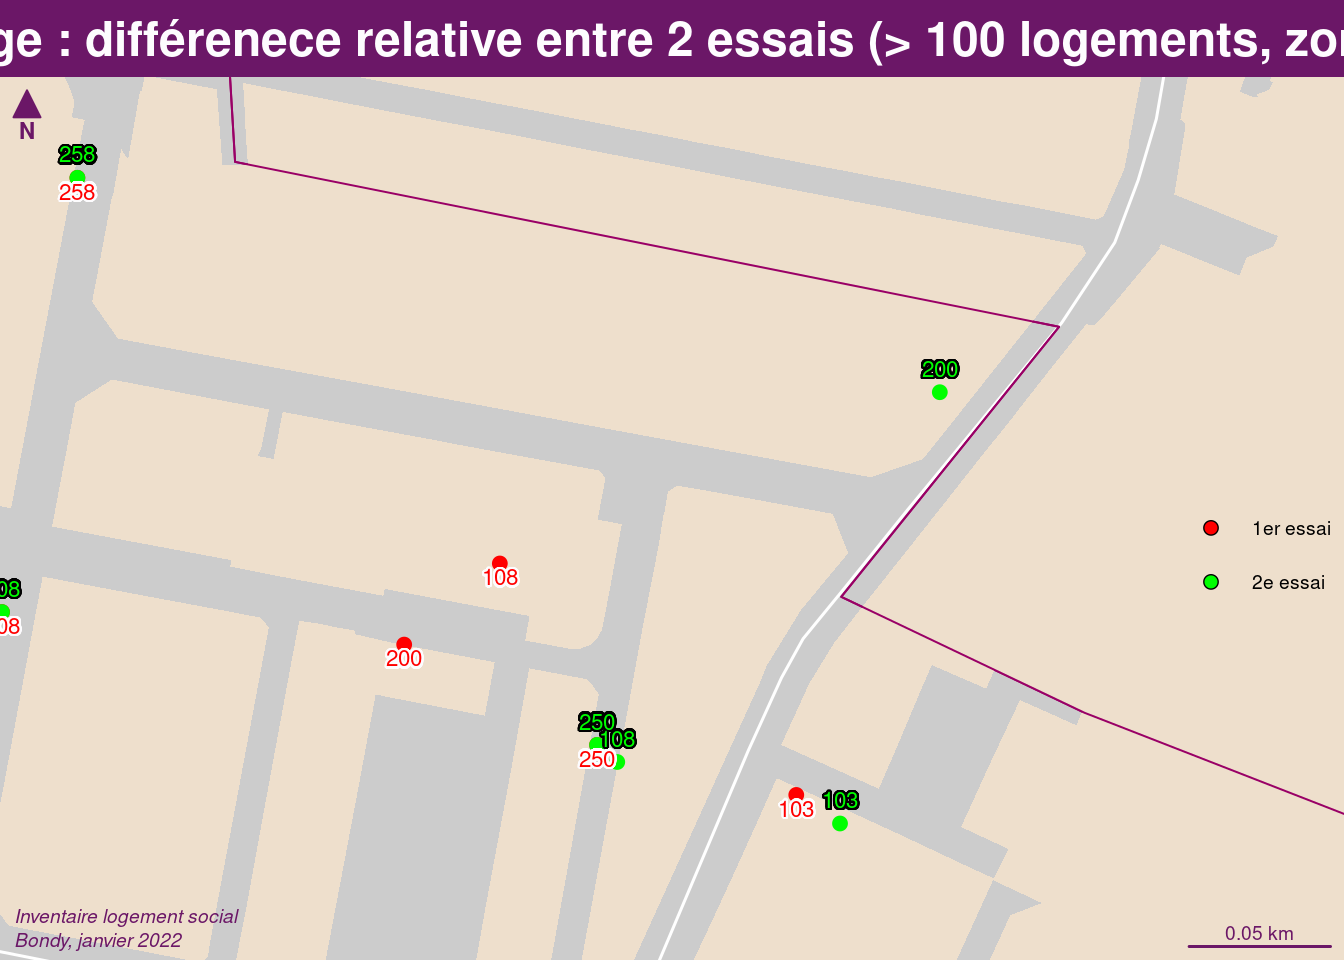 ge : différenece relative entre 2 essais (> 100 logements, zor
N
258
258
200
108
08
08
200
250
108
250
103
103
1er essai
2e essai
Inventaire logement social
Bondy, janvier 2022
0.05 km